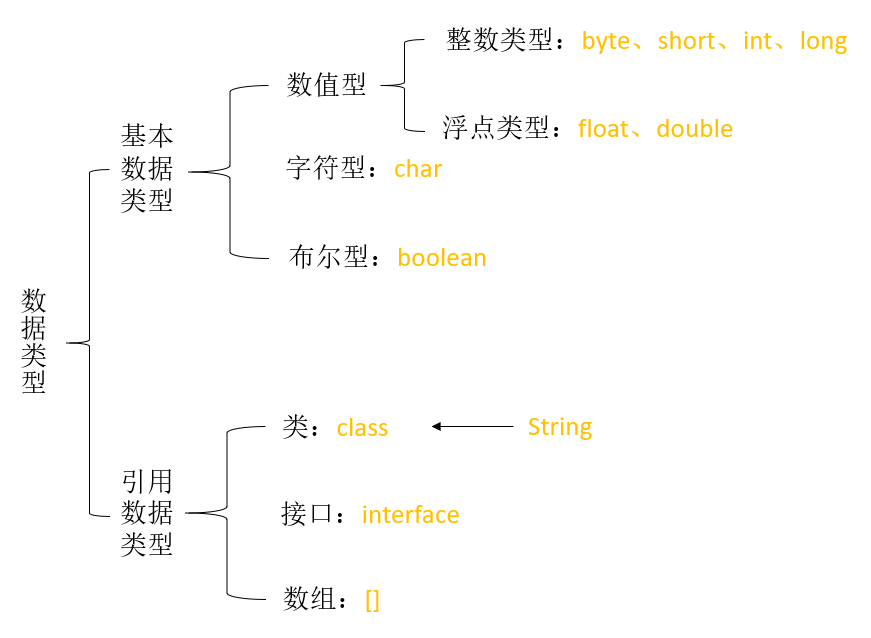 数据类型
基本数据类型
数值型
整数类型：byte、short、int、long
浮点类型：float、double
字符型：char
布尔型：boolean
引用数据类型
类：class
String
接口：interface
数组：[]